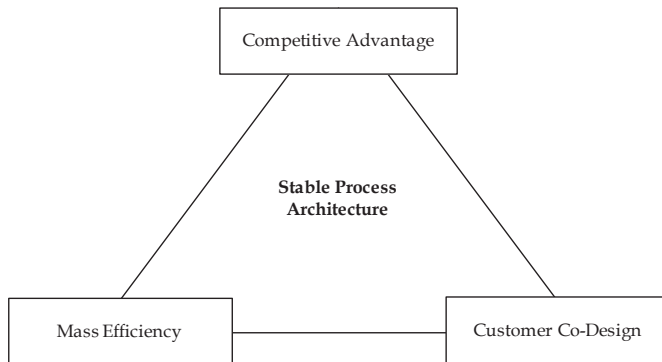 Competitive Advantage
Stable Process
Architecture
Mass Efficiency
Customer Co-Design